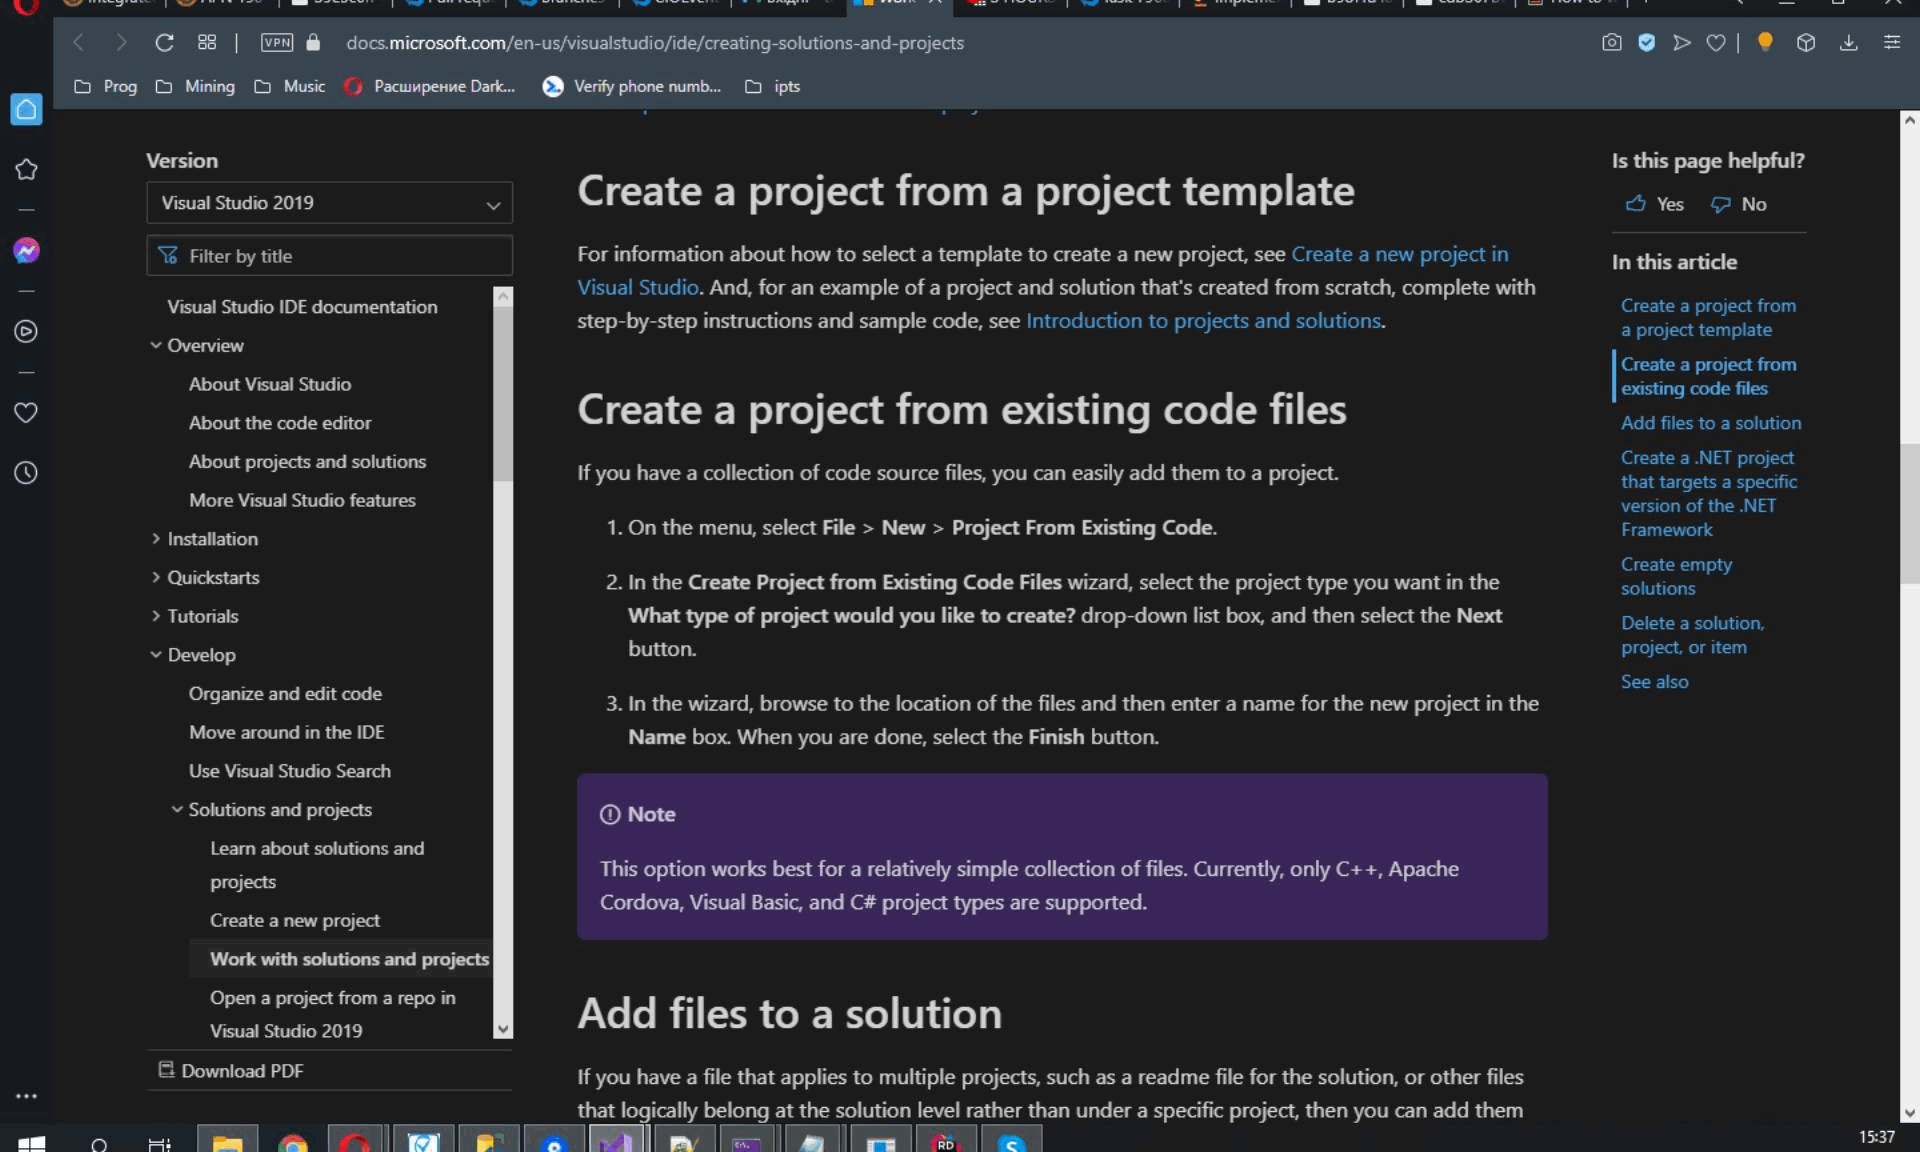 VPN
docs.microsoft.com/en-us/visualstudio/ide/creating-solutions-and-projects
Prog
Mining
Music
Расширение Dark...
Verify phone numb...
ipts
Version
Visual Studio 2019
Filter by title
Visual Studio IDE documentation
Overview
About Visual Studio
About the code editor
About projects and solutions
More Visual Studio features
Installation
Quickstarts
Tutorials
Develop
Organize and edit code
Move around in the IDE
Use Visual Studio Search
Solutions and projects
Learn about solutions and
projects
Create a new project
Work with solutions and projects
Open a project from a repo in
Visual Studio 2019
Download PDF
Create a project from a project template
For information about how to select a template to create a new project, see Create a new project in
Visual Studio. And, for an example of a project and solution that's created from scratch, complete with
step-by-step instructions and sample code, see Introduction to projects and solutions.
Create a project from existing code files
If you have a collection of code source files, you can easily add them to a project.
1. On the menu, select File > New > Project From Existing Code.
2. In the Create Project from Existing Code Files wizard, select the project type you want in the
What type of project would you like to create? drop-down list box, and then select the Next
button.
3. In the wizard, browse to the location of the files and then enter a name for the new project in the
Name box. When you are done, select the Finish button.
Note
This option works best for a relatively simple collection of files. Currently, only C++, Apache
Cordova, Visual Basic, and C# project types are supported.
Add files to a solution
If you have a file that applies to multiple projects, such as a readme file for the solution, or other files
that logically belong at the solution level rather than under a specific project, then you can add them
Is this page helpful?
Yes
No
In this article
Create a project from
a project template
Create a project from
existing code files
Add files to a solution
Create a .NET project
that targets a specific
version of the .NET
Framework
Create empty
solutions
Delete a solution,
project, or item
See also
RD
15:37